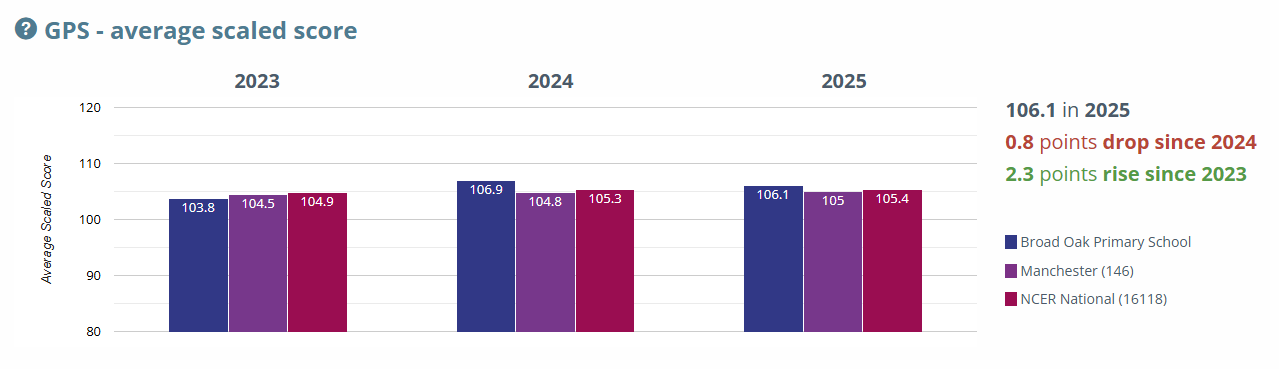 ? GPS - average scaled score
2023 2024 2025
120
110
100
90
80
Average Scaled Score
103.8 104.5 104.9
106.9 104.8 105.3
106.1 105 105.4
106.1 in 2025
0.8 points drop since 2024
2.3 points rise since 2023
Broad Oak Primary School
Manchester (146)
NCER National (16118)